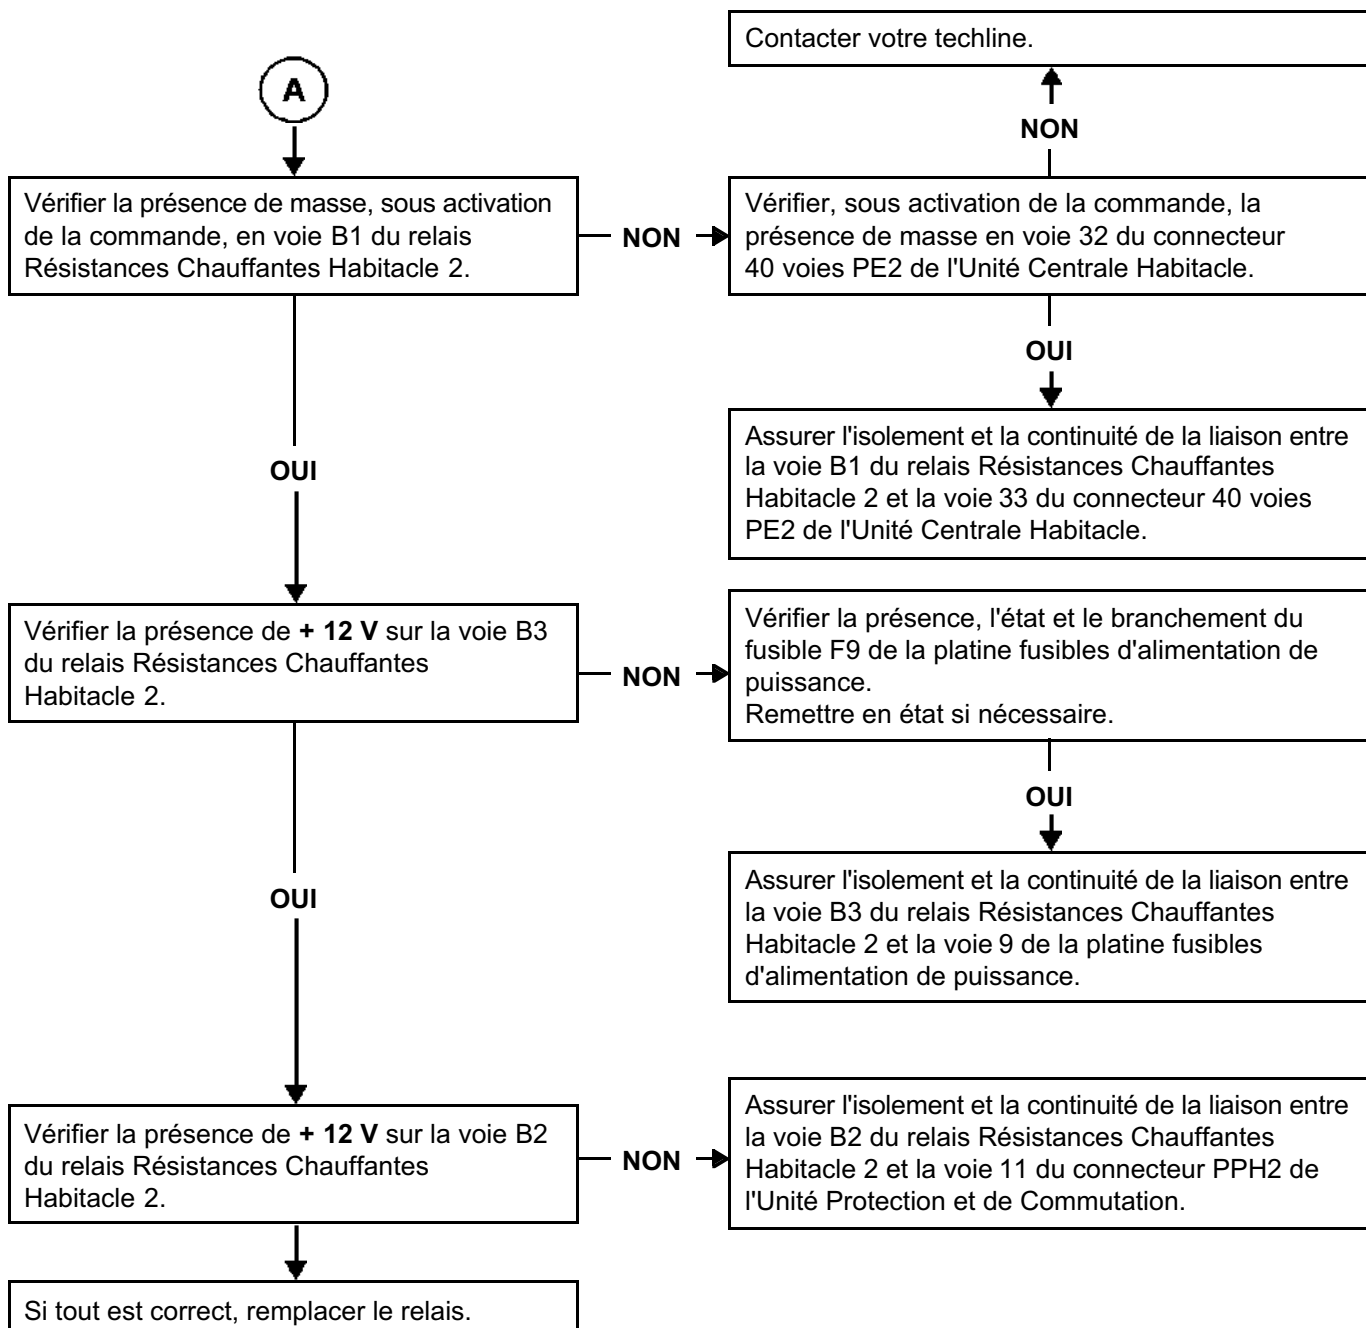 Contacter votre techline.
A
NON
Vérifier la présence de masse, sous activation
de la commande, en voie B1 du relais
Résistances Chauffantes Habitacle 2.
NON
Vérifier, sous activation de la commande, la
présence de masse en voie 32 du connecteur
40 voies PE2 de l'Unité Centrale Habitacle.
OUI
OUI
Assurer l'isolement et la continuité de la liaison entre
la voie B1 du relais Résistances Chauffantes
Habitacle 2 et la voie 33 du connecteur 40 voies
PE2 de l'Unité Centrale Habitacle.
Vérifier la présence de + 12 V sur la voie B3
du relais Résistances Chauffantes
Habitacle 2.
NON
Vérifier la présence, l'état et le branchement du
fusible F9 de la platine fusibles d'alimentation de
puissance.
Remettre en état si nécessaire.
OUI
OUI
Assurer l'isolement et la continuité de la liaison entre
la voie B3 du relais Résistances Chauffantes
Habitacle 2 et la voie 9 de la platine fusibles
d'alimentation de puissance.
Vérifier la présence de + 12 V sur la voie B2
du relais Résistances Chauffantes
Habitacle 2.
NON
Assurer l'isolement et la continuité de la liaison entre
la voie B2 du relais Résistances Chauffantes
Habitacle 2 et la voie 11 du connecteur PPH2 de
l'Unité Protection et de Commutation.
Si tout est correct, remplacer le relais.